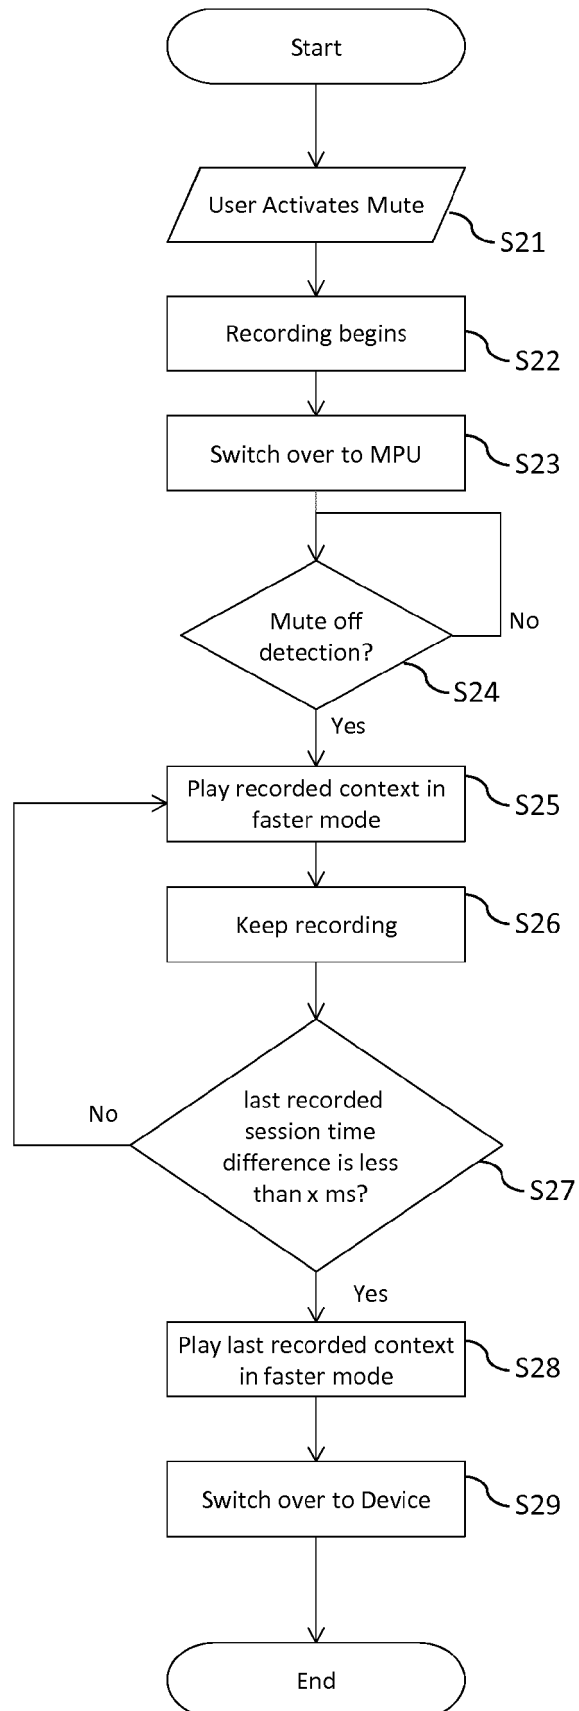 Start
User Activates Mute
S21
Recording begins
S22
Switch over to MPU
S23
Mute off
detection?
No
S24
Yes
Play recorded context in
faster mode
S25
Keep recording
S26
last recorded
session time
difference is less
than x ms?
No
S27
Yes
Play last recorded context
in faster mode
S28
Switch over to Device
S29
End